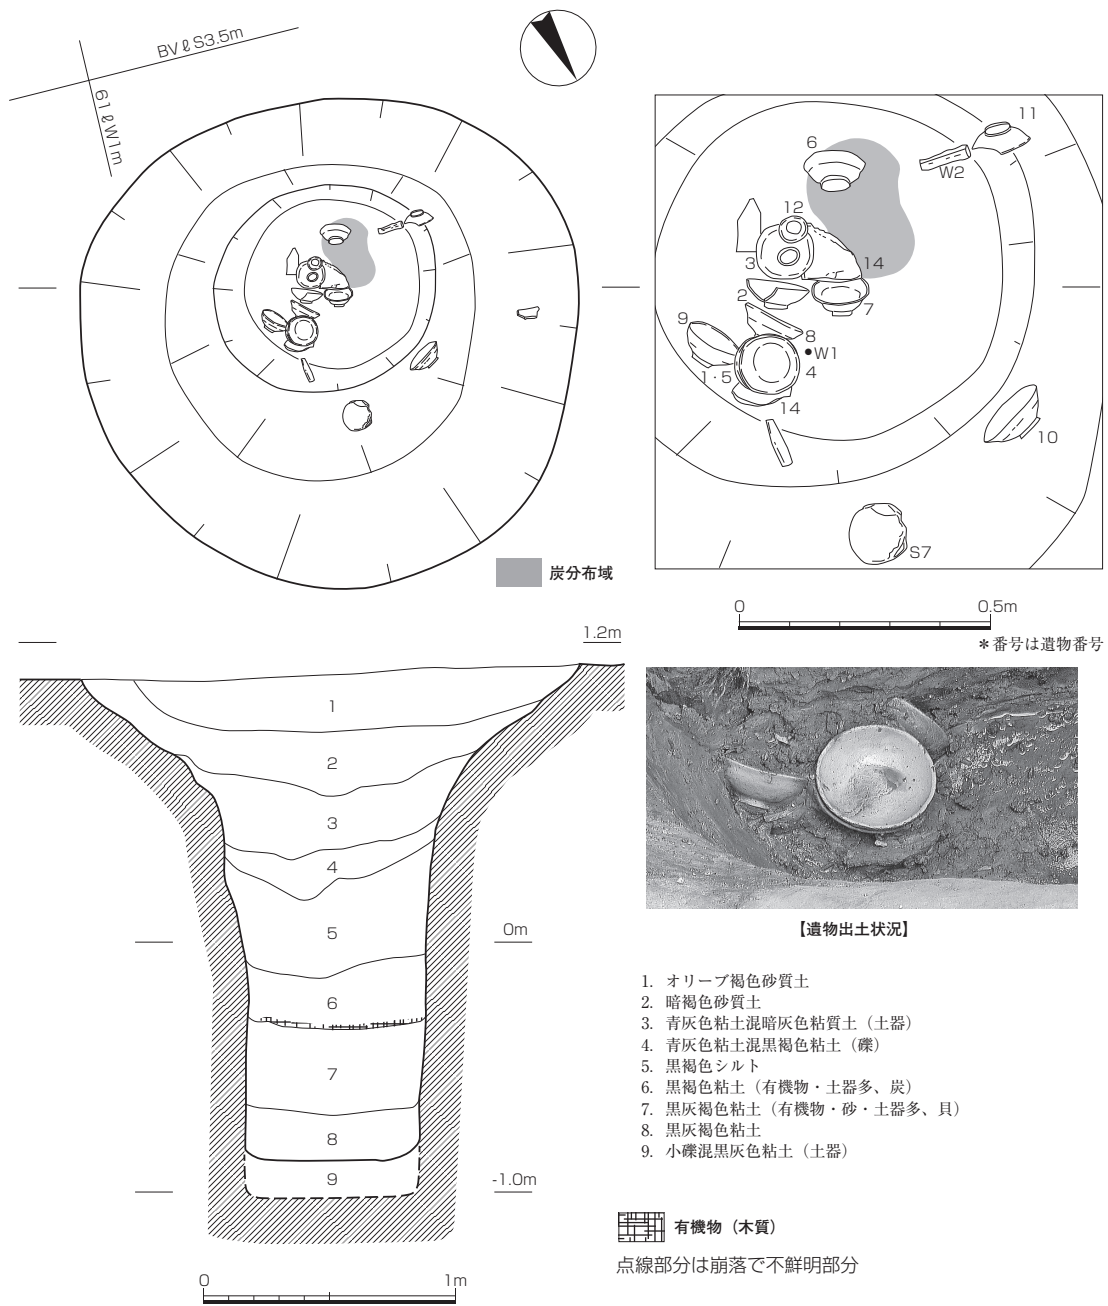 BVℓS3.5m
61ℓW1m
6
11
W2
12
3
14
2
7
9
8
W1
1・5
4
14
10
S7
炭分布域
0 0.5m
＊番号は遺物番号
1.2m
1
2
3
4
5
0m
6
7
8
9
-1.0m
0 1m
【遺物出土状況】
1. オリーブ褐色砂質土
2. 暗褐色砂質土
3. 青灰色粘土混暗灰色粘質土（土器）
4. 青灰色粘土混黒褐色粘土（礫）
5. 黒褐色シルト
6. 黒褐色粘土（有機物・土器多、炭）
7. 黒灰褐色粘土（有機物・砂・土器多、貝）
8. 黒灰褐色粘土
9. 小礫混黒灰色粘土（土器）
有機物（木質）
点線部分は崩落で不鮮明部分